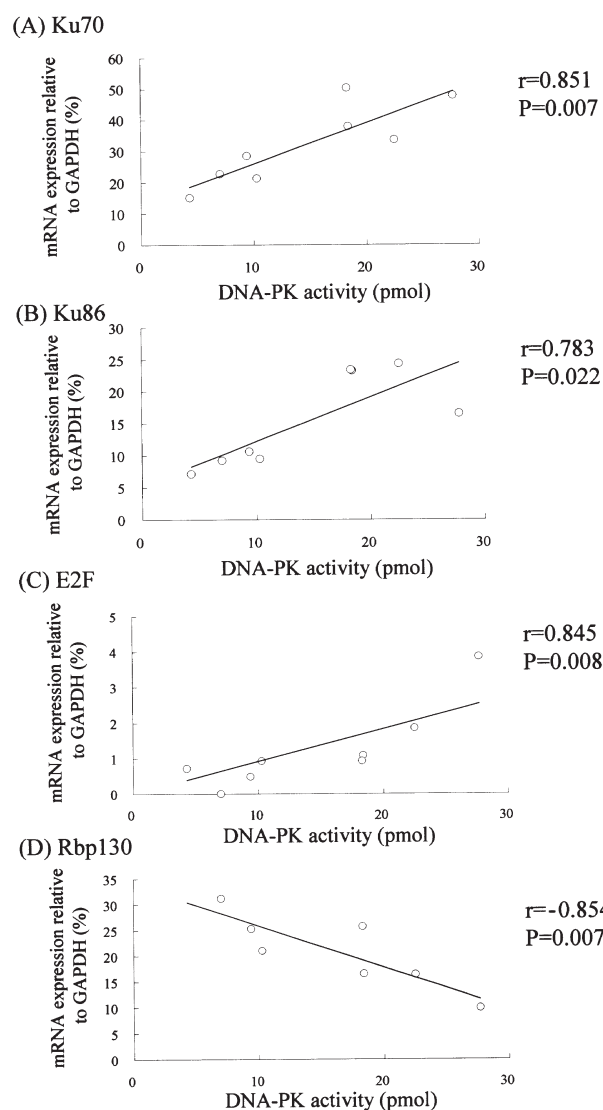 (A) Ku70
mRNA expression relative
to GAPDH (%)
60
50
40
30
20
10
0
0 10 20 30
DNA-PK activity (pmol)
r=0.851
P=0.007
(B) Ku86
mRNA expression relative
to GAPDH (%)
30
25
20
15
10
5
0
0 10 20 30
DNA-PK activity (pmol)
r=0.783
P=0.022
(C) E2F
mRNA expression relative
to GAPDH (%)
5
4
3
2
1
0
0 10 20 30
DNA-PK activity (pmol)
r=0.845
P=0.008
(D) Rbp130
mRNA expression relative
to GAPDH (%)
35
30
25
20
15
10
5
0
0 10 20 30
DNA-PK activity (pmol)
r=-0.854
P=0.007